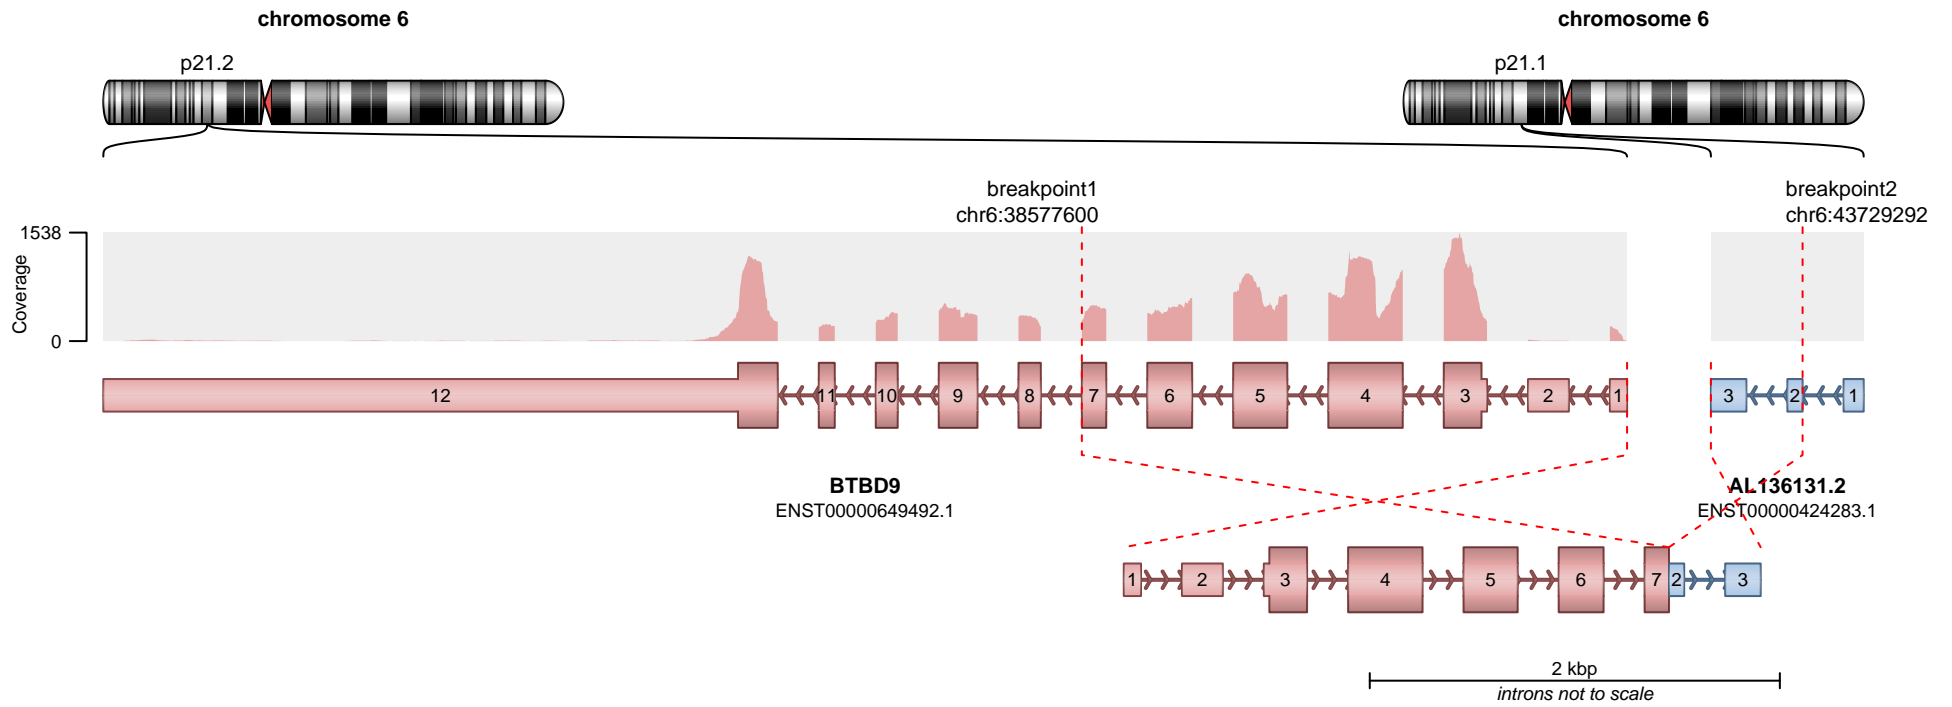 chromosome 6
chromosome 6
p21.2
p21.1
breakpoint1
chr6:38577600
breakpoint2
chr6:43729292
1538
Coverage
0
12
11
10
9
8
7
6
5
4
3
2
1
3
2
1
BTBD9
ENST00000649492.1
AL136131.2
ENST00000424283.1
1
2
3
4
5
6
7
2
3
2 kbp
introns not to scale